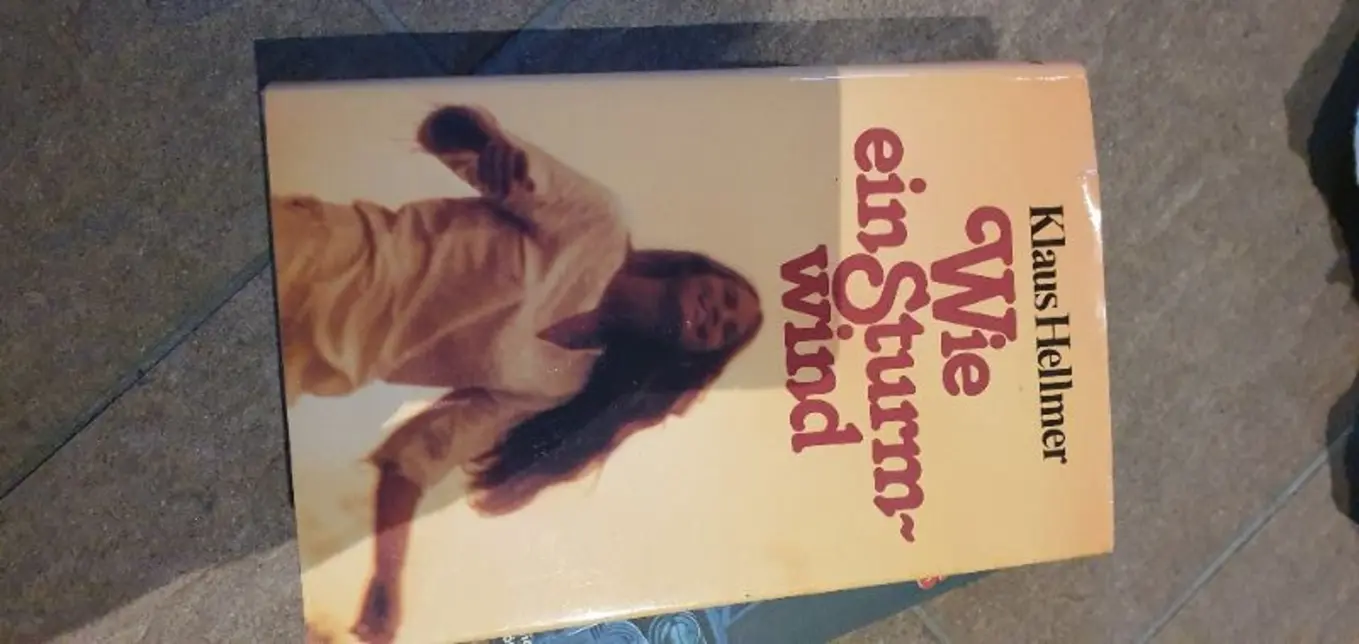 Klaus Hellmer
Wie
ein Sturm-
wind